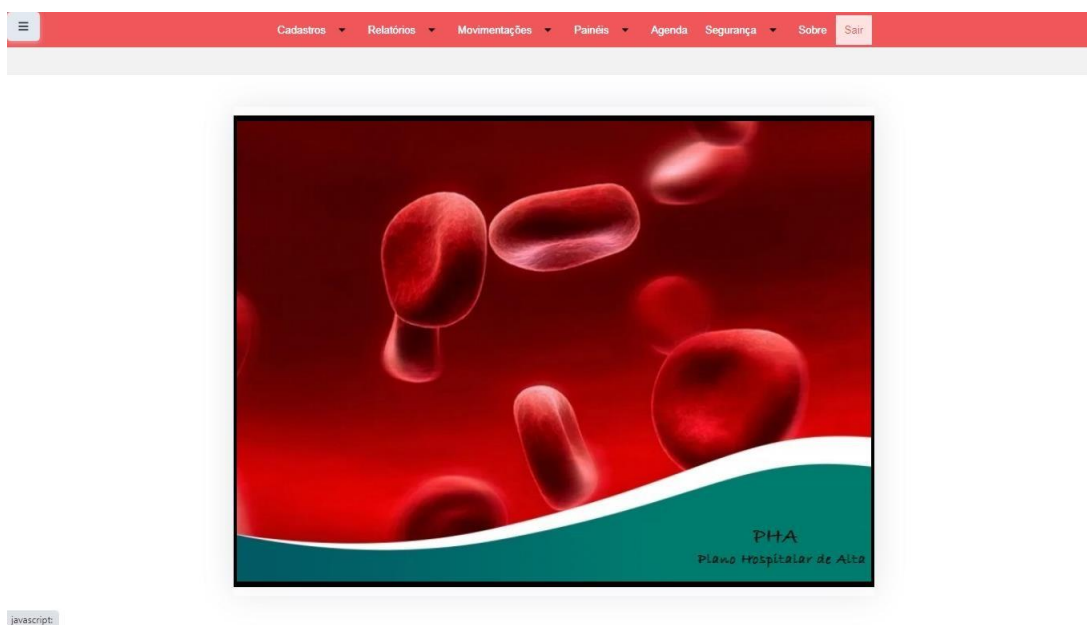 ☰
Cadastros Relatórios Movimentações Painéis Agenda Segurança Sobre Sair
PHA
Plano Hospitalar de Alta
javascript: